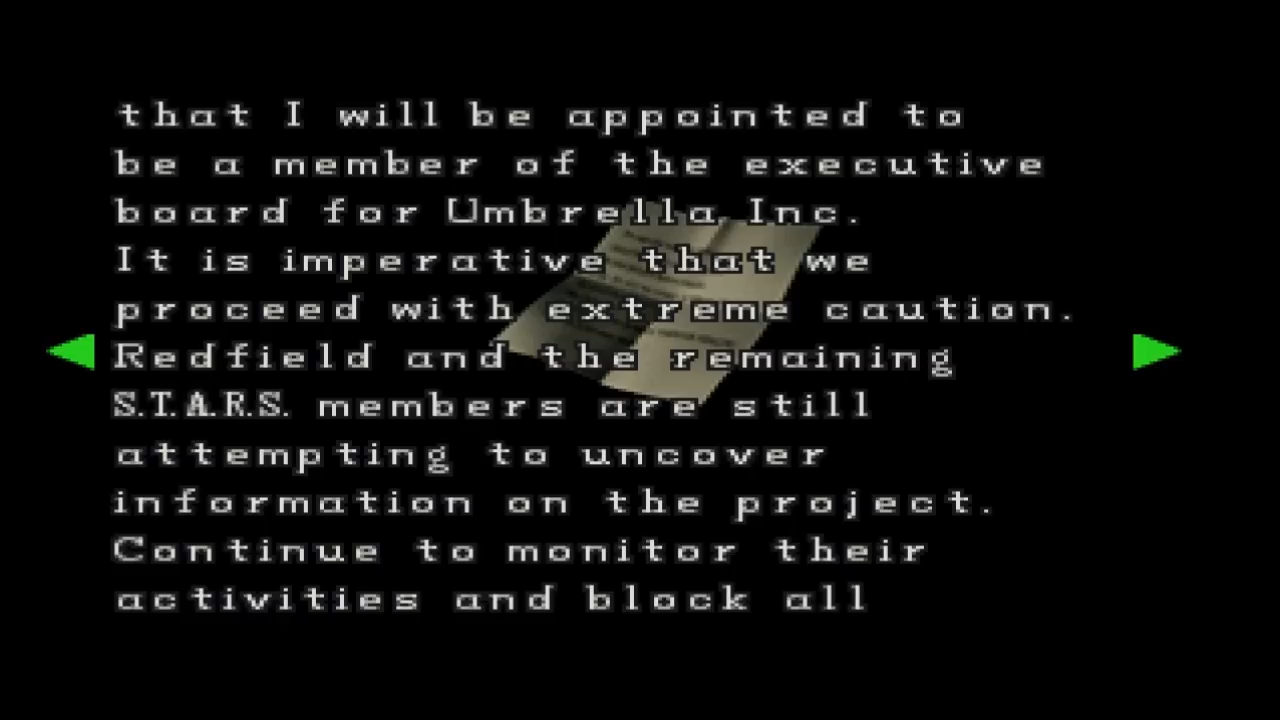 that I will be appointed to
be a member of the executive
board for Umbrella Inc.
It is imperative that we
proceed with extreme caution.
Redfield and the remaining
S.T.A.R.S. members are still
attempting to uncover
information on the project.
Continue to monitor their
activities and block all